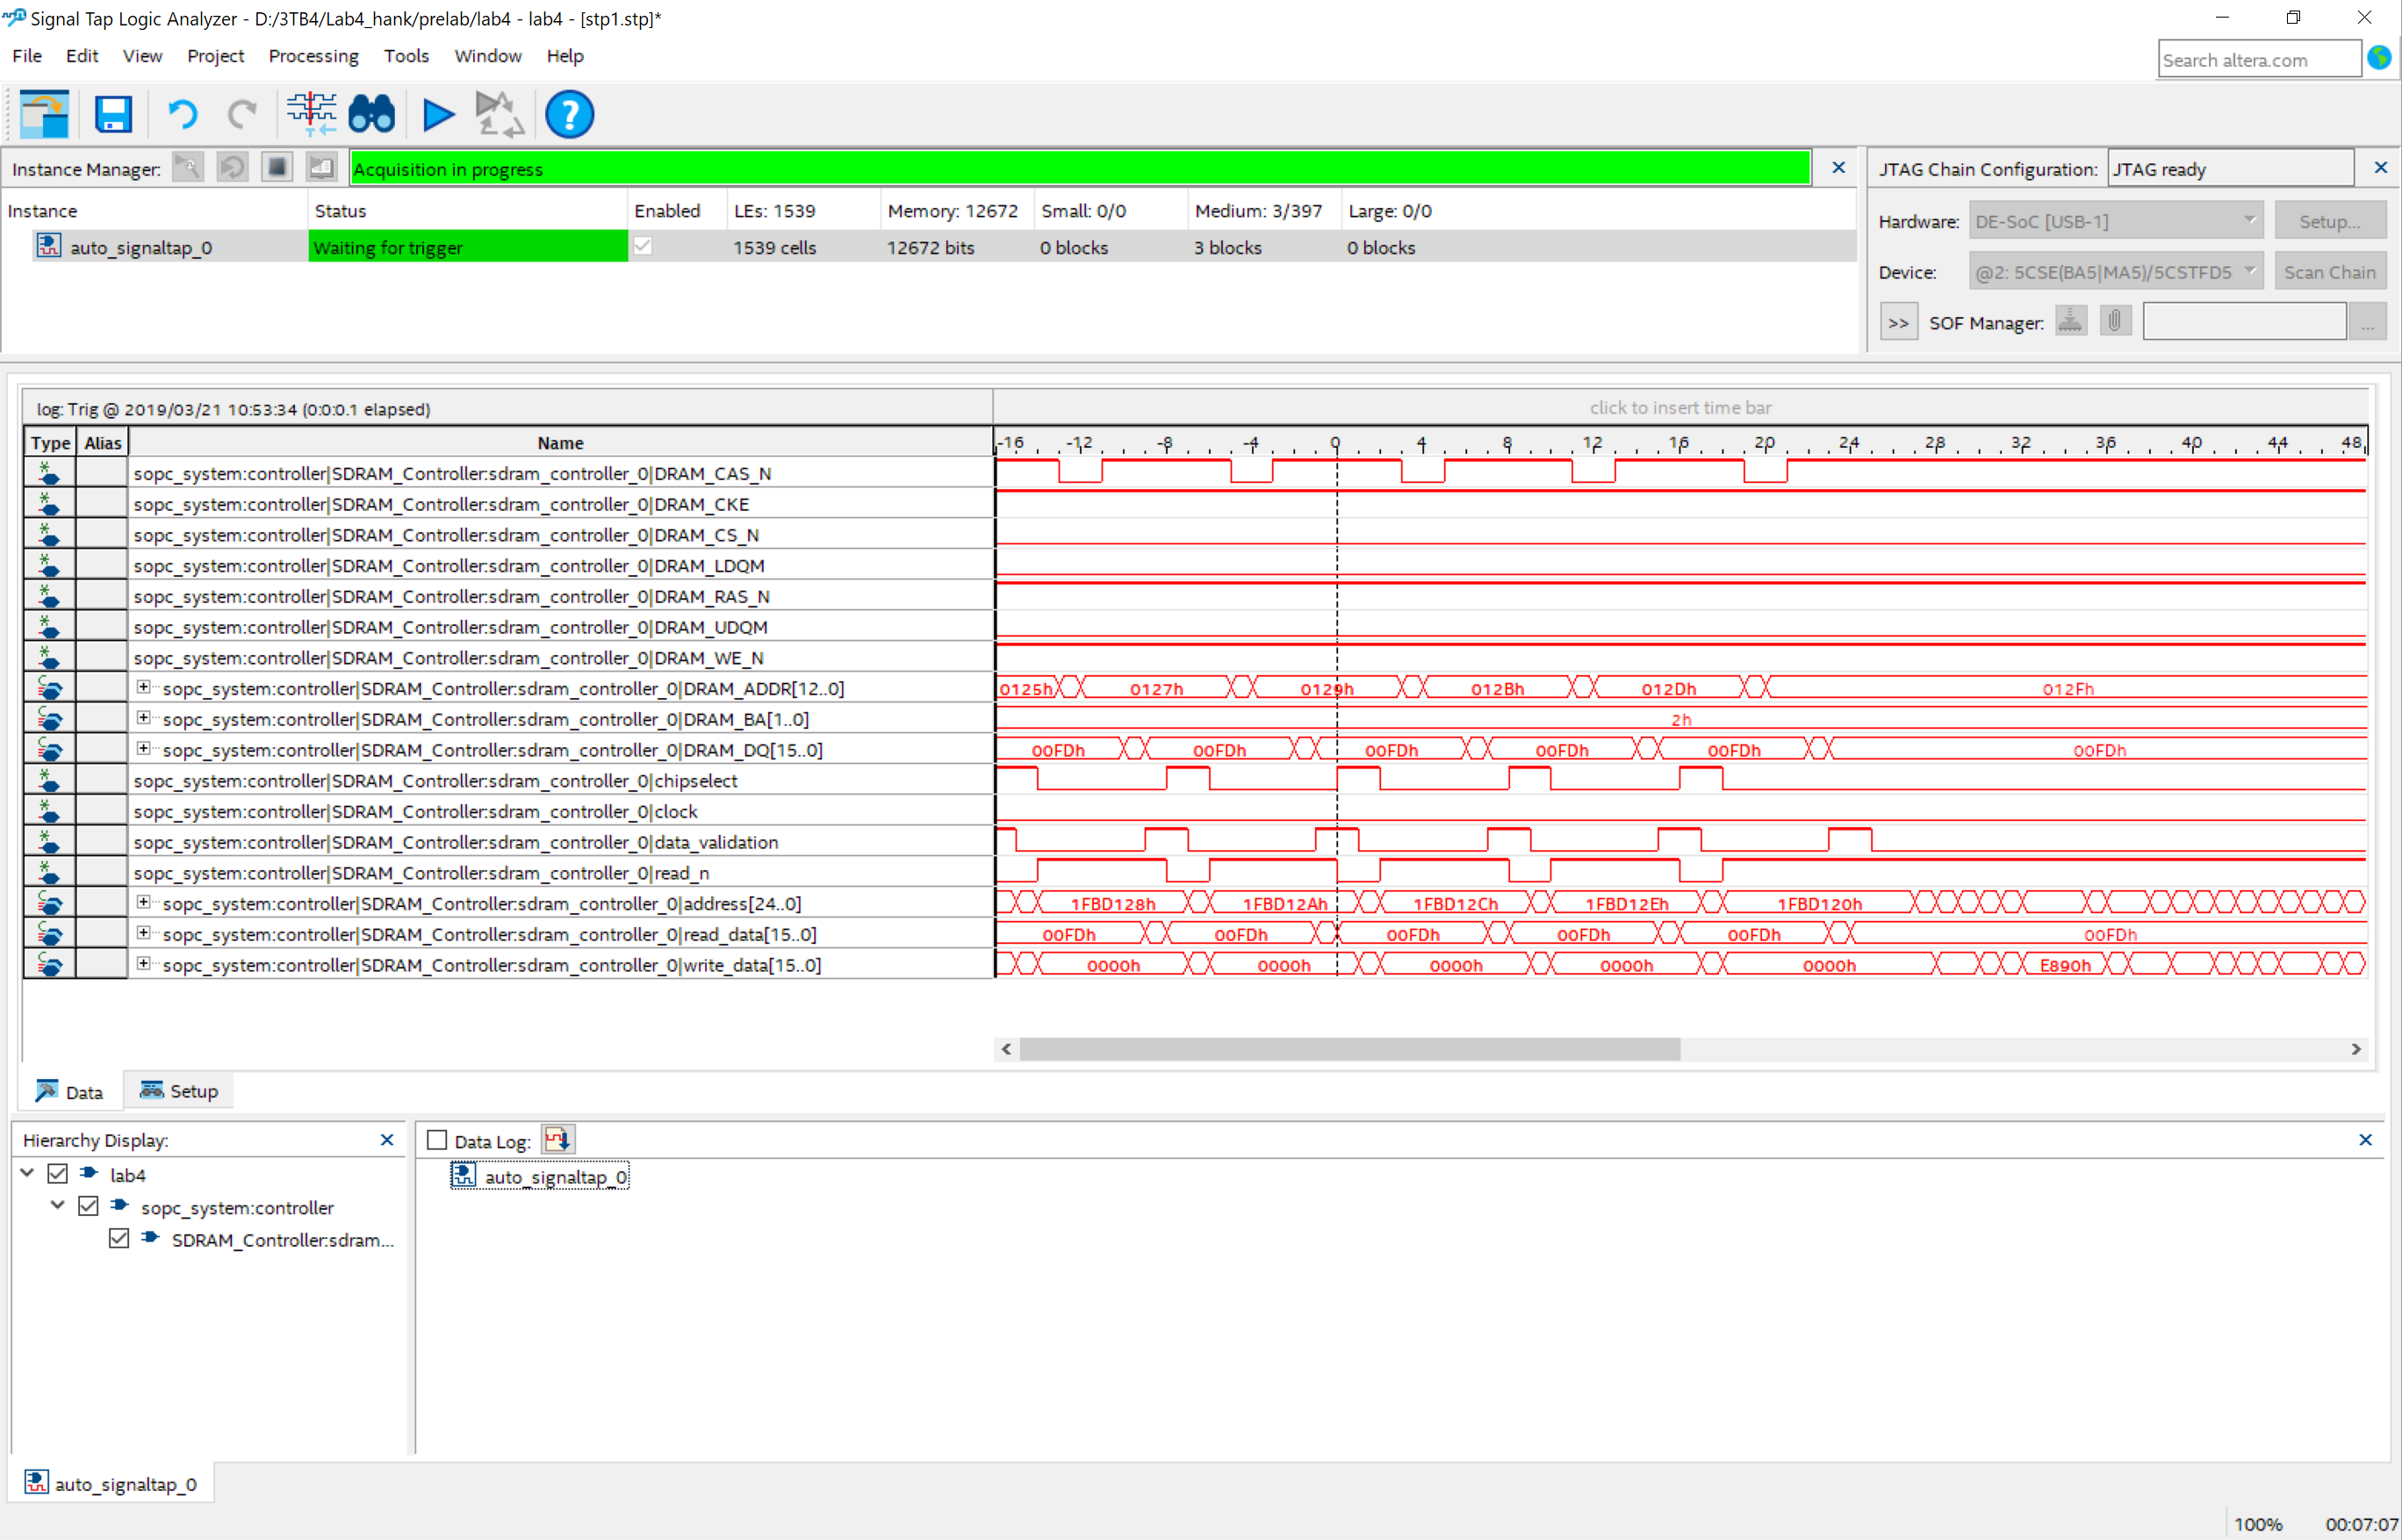 Signal Tap Logic Analyzer - D:/3TB4/Lab4_hank/prelab/lab4 - lab4 - [stp1.stp]*
File Edit View Project Processing Tools Window Help
Search altera.com
Instance Manager: Acquisition in progress
JTAG Chain Configuration: JTAG ready
Instance Status Enabled LEs: 1539 Memory: 12672 Small: 0/0 Medium: 3/397 Large: 0/0
auto_signaltap_0 Waiting for trigger 1539 cells 12672 bits 0 blocks 3 blocks 0 blocks
Hardware: DE-SoC [USB-1] Setup...
Device: @2: 5CSE(BA5|MA5)/5CSTFD5 Scan Chain
>> SOF Manager: ...
log: Trig @ 2019/03/21 10:53:34 (0:0:0.1 elapsed) click to insert time bar
Type Alias Name -16 -12 -8 -4 0 4 8 12 16 20 24 28 32 36 40 44 48
sopc_system:controller|SDRAM_Controller:sdram_controller_0|DRAM_CAS_N
sopc_system:controller|SDRAM_Controller:sdram_controller_0|DRAM_CKE
sopc_system:controller|SDRAM_Controller:sdram_controller_0|DRAM_CS_N
sopc_system:controller|SDRAM_Controller:sdram_controller_0|DRAM_LDQM
sopc_system:controller|SDRAM_Controller:sdram_controller_0|DRAM_RAS_N
sopc_system:controller|SDRAM_Controller:sdram_controller_0|DRAM_UDQM
sopc_system:controller|SDRAM_Controller:sdram_controller_0|DRAM_WE_N
sopc_system:controller|SDRAM_Controller:sdram_controller_0|DRAM_ADDR[12..0] 0125h 0127h 0129h 012Bh 012Dh 012Fh
sopc_system:controller|SDRAM_Controller:sdram_controller_0|DRAM_BA[1..0] 2h
sopc_system:controller|SDRAM_Controller:sdram_controller_0|DRAM_DQ[15..0] 00FDh 00FDh 00FDh 00FDh 00FDh 00FDh
sopc_system:controller|SDRAM_Controller:sdram_controller_0|chipselect
sopc_system:controller|SDRAM_Controller:sdram_controller_0|clock
sopc_system:controller|SDRAM_Controller:sdram_controller_0|data_validation
sopc_system:controller|SDRAM_Controller:sdram_controller_0|read_n
sopc_system:controller|SDRAM_Controller:sdram_controller_0|address[24..0] 1FBD128h 1FBD12Ah 1FBD12Ch 1FBD12Eh 1FBD120h
sopc_system:controller|SDRAM_Controller:sdram_controller_0|read_data[15..0] 00FDh 00FDh 00FDh 00FDh 00FDh 00FDh
sopc_system:controller|SDRAM_Controller:sdram_controller_0|write_data[15..0] 0000h 0000h 0000h 0000h 0000h E890h
Data Setup
Hierarchy Display:
lab4
sopc_system:controller
SDRAM_Controller:sdram...
Data Log:
auto_signaltap_0
auto_signaltap_0
100% 00:07:07